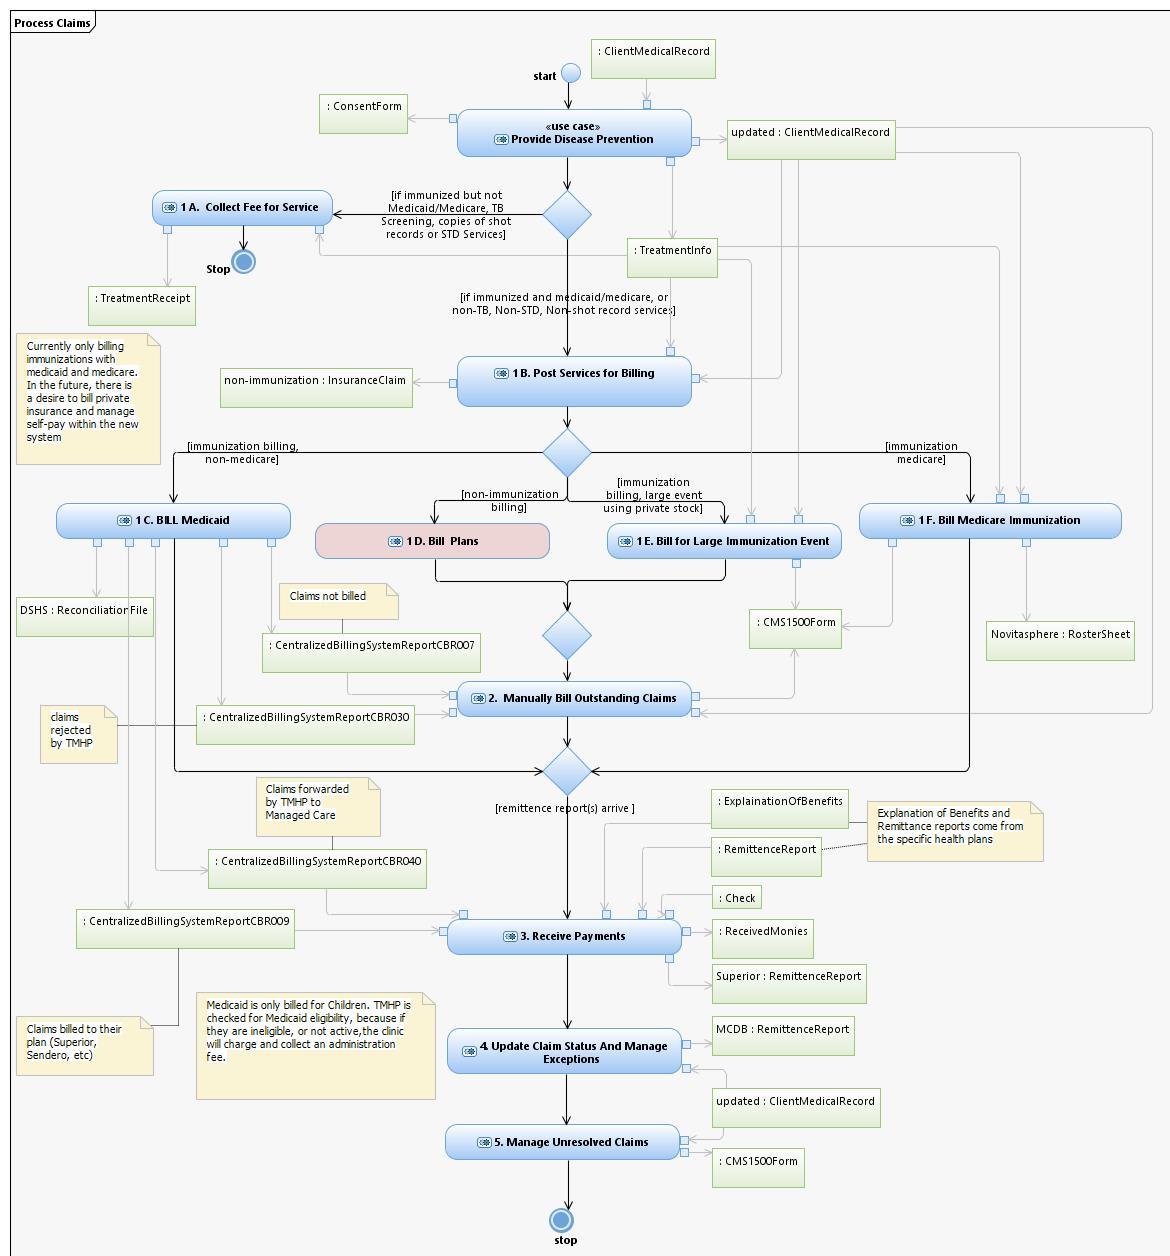 Process Claims
: ClientMedicalRecord
start
: ConsentForm
«use case»
Provide Disease Prevention
updated : ClientMedicalRecord
1 A.  Collect Fee for Service
[if immunized but not
Medicaid/Medicare, TB
Screening, copies of shot
records or STD Services]
Stop
: TreatmentInfo
: TreatmentReceipt
[if immunized and medicaid/medicare, or
non-TB, Non-STD, Non-shot record services]
Currently only billing
immunizations with
medicaid and medicare.
In the future, there is
a desire to bill private
insurance and manage
self-pay within the new
system
1 B. Post Services for Billing
non-immunization : InsuranceClaim
[immunization billing,
non-medicare]
[immunization
medicare]
[non-immunization
billing]
[immunization
billing, large event
using private stock]
1 C. BILL Medicaid
1 D. Bill  Plans
1 E. Bill for Large Immunization Event
1 F. Bill Medicare Immunization
Claims not billed
DSHS : ReconciliationFile
: CMS1500Form
Novitasphere : RosterSheet
: CentralizedBillingSystemReportCBR007
2.  Manually Bill Outstanding Claims
claims
rejected
by TMHP
: CentralizedBillingSystemReportCBR030
Claims forwarded
by TMHP to
Managed Care
[remittence report(s) arrive ]
: ExplainationOfBenefits
Explanation of Benefits and
Remittance reports come from
the specific health plans
: RemittenceReport
: CentralizedBillingSystemReportCBR040
: Check
: CentralizedBillingSystemReportCBR009
3. Receive Payments
: ReceivedMonies
Superior : RemittenceReport
Medicaid is only billed for Children. TMHP is
checked for Medicaid eligibility, because if
they are ineligible, or not active,the clinic
will charge and collect an administration
fee.
Claims billed to their
plan (Superior,
Sendero, etc)
MCDB : RemittenceReport
4. Update Claim Status And Manage
Exceptions
updated : ClientMedicalRecord
5. Manage Unresolved Claims
: CMS1500Form
stop